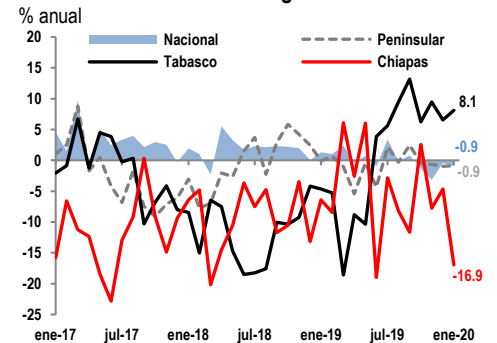 % anual
Nacional
Peninsular
Tabasco
Chiapas
20
15
10
5
0
-5
-10
-15
-20
-25
8.1
-0.9
-0.9
-16.9
ene-17
jul-17
ene-18
jul-18
ene-19
jul-19
ene-20